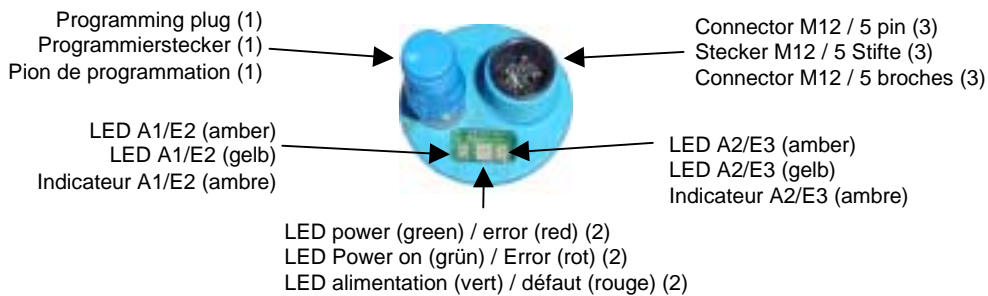 Programming plug (1)
Programmierstecker (1)
Pion de programmation (1)
Connector M12 / 5 pin (3)
Stecker M12 / 5 Stifte (3)
Connector M12 / 5 broches (3)
LED A1/E2 (amber)
LED A1/E2 (gelb)
Indicateur A1/E2 (ambre)
LED A2/E3 (amber)
LED A2/E3 (gelb)
Indicateur A2/E3 (ambre)
LED power (green) / error (red) (2)
LED Power on (grün) / Error (rot) (2)
LED alimentation (vert) / défaut (rouge) (2)